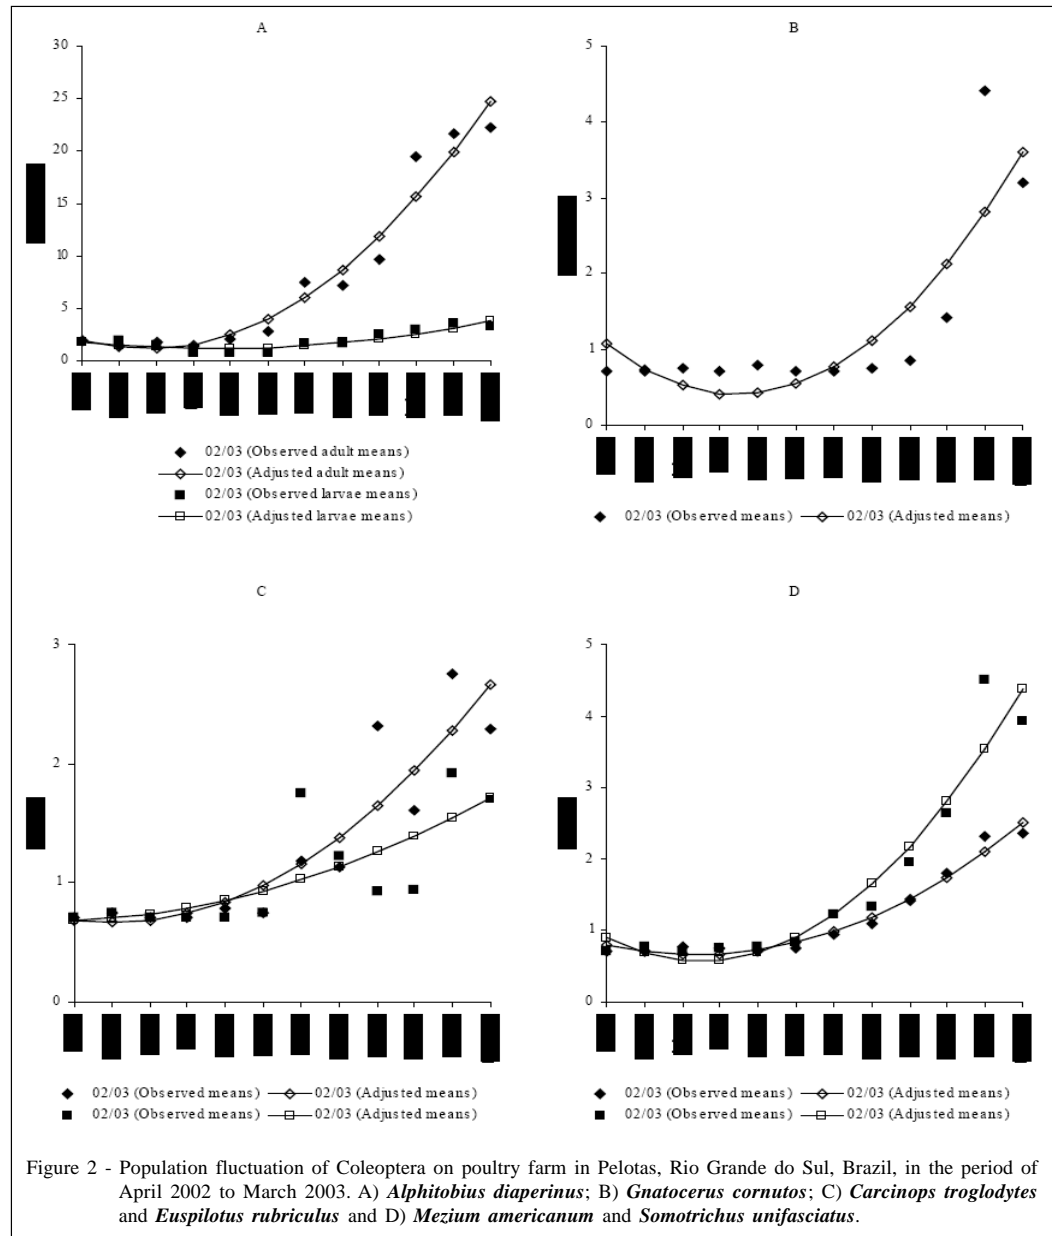 A
30
25
20
15
10
5
0
02/03 (Observed adult means)
02/03 (Adjusted adult means)
02/03 (Observed larvae means)
02/03 (Adjusted larvae means)
B
5
4
3
2
1
0
02/03 (Observed means) 02/03 (Adjusted means)
C
3
2
1
0
02/03 (Observed means) 02/03 (Adjusted means)
02/03 (Observed means) 02/03 (Adjusted means)
D
5
4
3
2
1
0
02/03 (Observed means) 02/03 (Adjusted means)
02/03 (Observed means) 02/03 (Adjusted means)
Figure 2 - Population fluctuation of Coleoptera on poultry farm in Pelotas, Rio Grande do Sul, Brazil, in the period of
April 2002 to March 2003. A) Alphitobius diaperinus; B) Gnatocerus cornutos; C) Carcinops troglodytes
and Euspilotus rubriculus and D) Mezium americanum and Somotrichus unifasciatus.